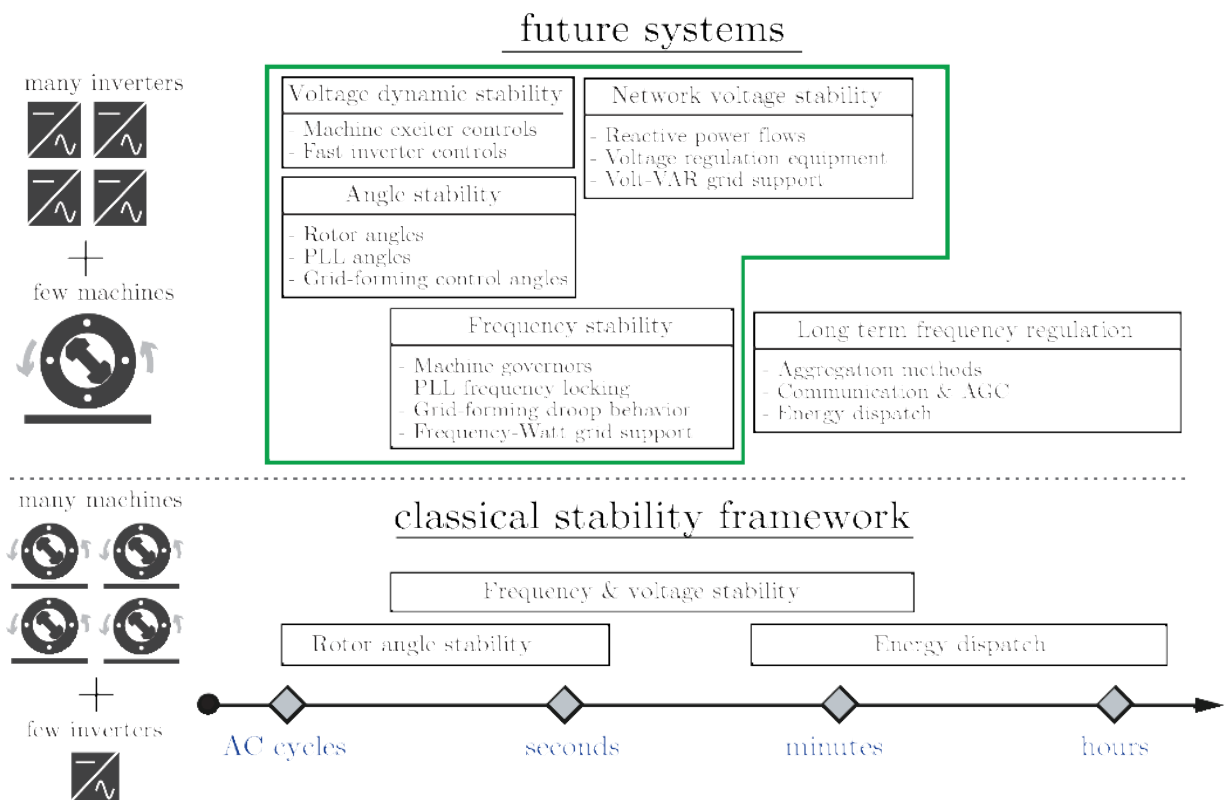 future systems
many inverters
+
few machines
Voltage dynamic stability
- Machine exciter controls
- Fast inverter controls
Network voltage stability
- Reactive power flows
- Voltage regulation equipment
- Volt-VAR grid support
Angle stability
- Rotor angles
- PLL angles
- Grid-forming control angles
Frequency stability
- Machine governors
PLL frequency locking
- Grid-forming droop behavior
- Frequency-Watt grid support
Long term frequency regulation
- Aggregation methods
- Communication & AGC
- Energy dispatch
many machines
+
few inverters
classical stability framework
Frequency & voltage stability
Rotor angle stability
Energy dispatch
AC cycles
seconds
minutes
hours